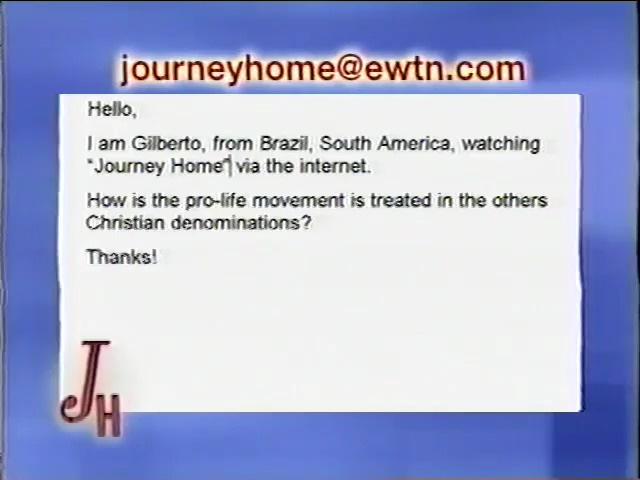 journeyhome@ewtn.com
Hello,
I am Gilberto, from Brazil, South America, watching
“Journey Home” via the internet.
How is the pro-life movement is treated in the others
Christian denominations?
Thanks!
JH